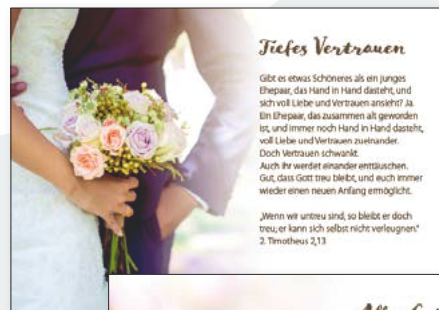 Tiefes Vertrauen
Gibt es etwas Schöneres als ein junges
Ehepaar, das Hand in Hand dasteht, und
sich voll Liebe und Vertrauen ansieht? Ja.
Ein Ehepaar, das zusammen alt geworden
ist, und immer noch Hand in Hand dasteht,
voll Liebe und Vertrauen zueinander.
Doch Vertrauen schwankt.
Auch ihr werdet einander enttäuschen.
Gut, dass Gott treu bleibt, und euch immer
wieder einen neuen Anfang ermöglicht.
„Wenn wir untreu sind, so bleibt er doch
treu; er kann sich selbst nicht verleugnen.“
2. Timotheus 2,13